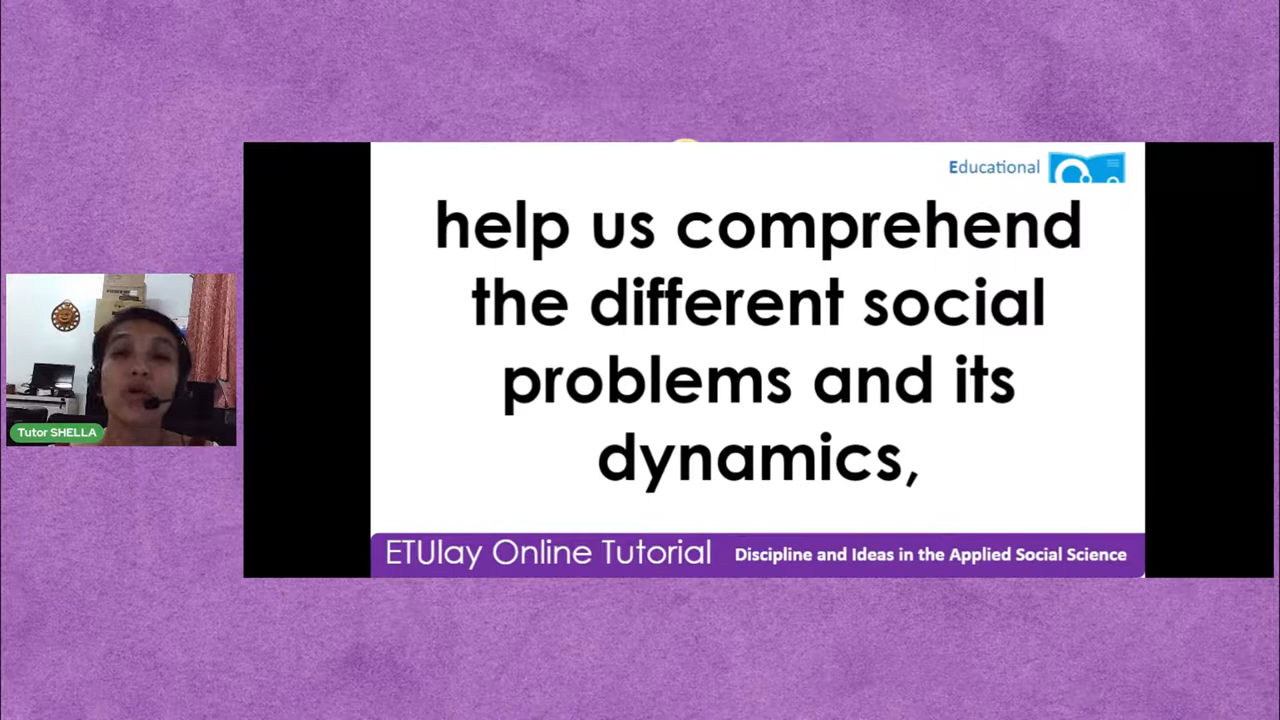 Educational
help us comprehend
the different social
problems and its
dynamics,
Tutor SHELLA
ETUlay Online Tutorial
Discipline and Ideas in the Applied Social Science